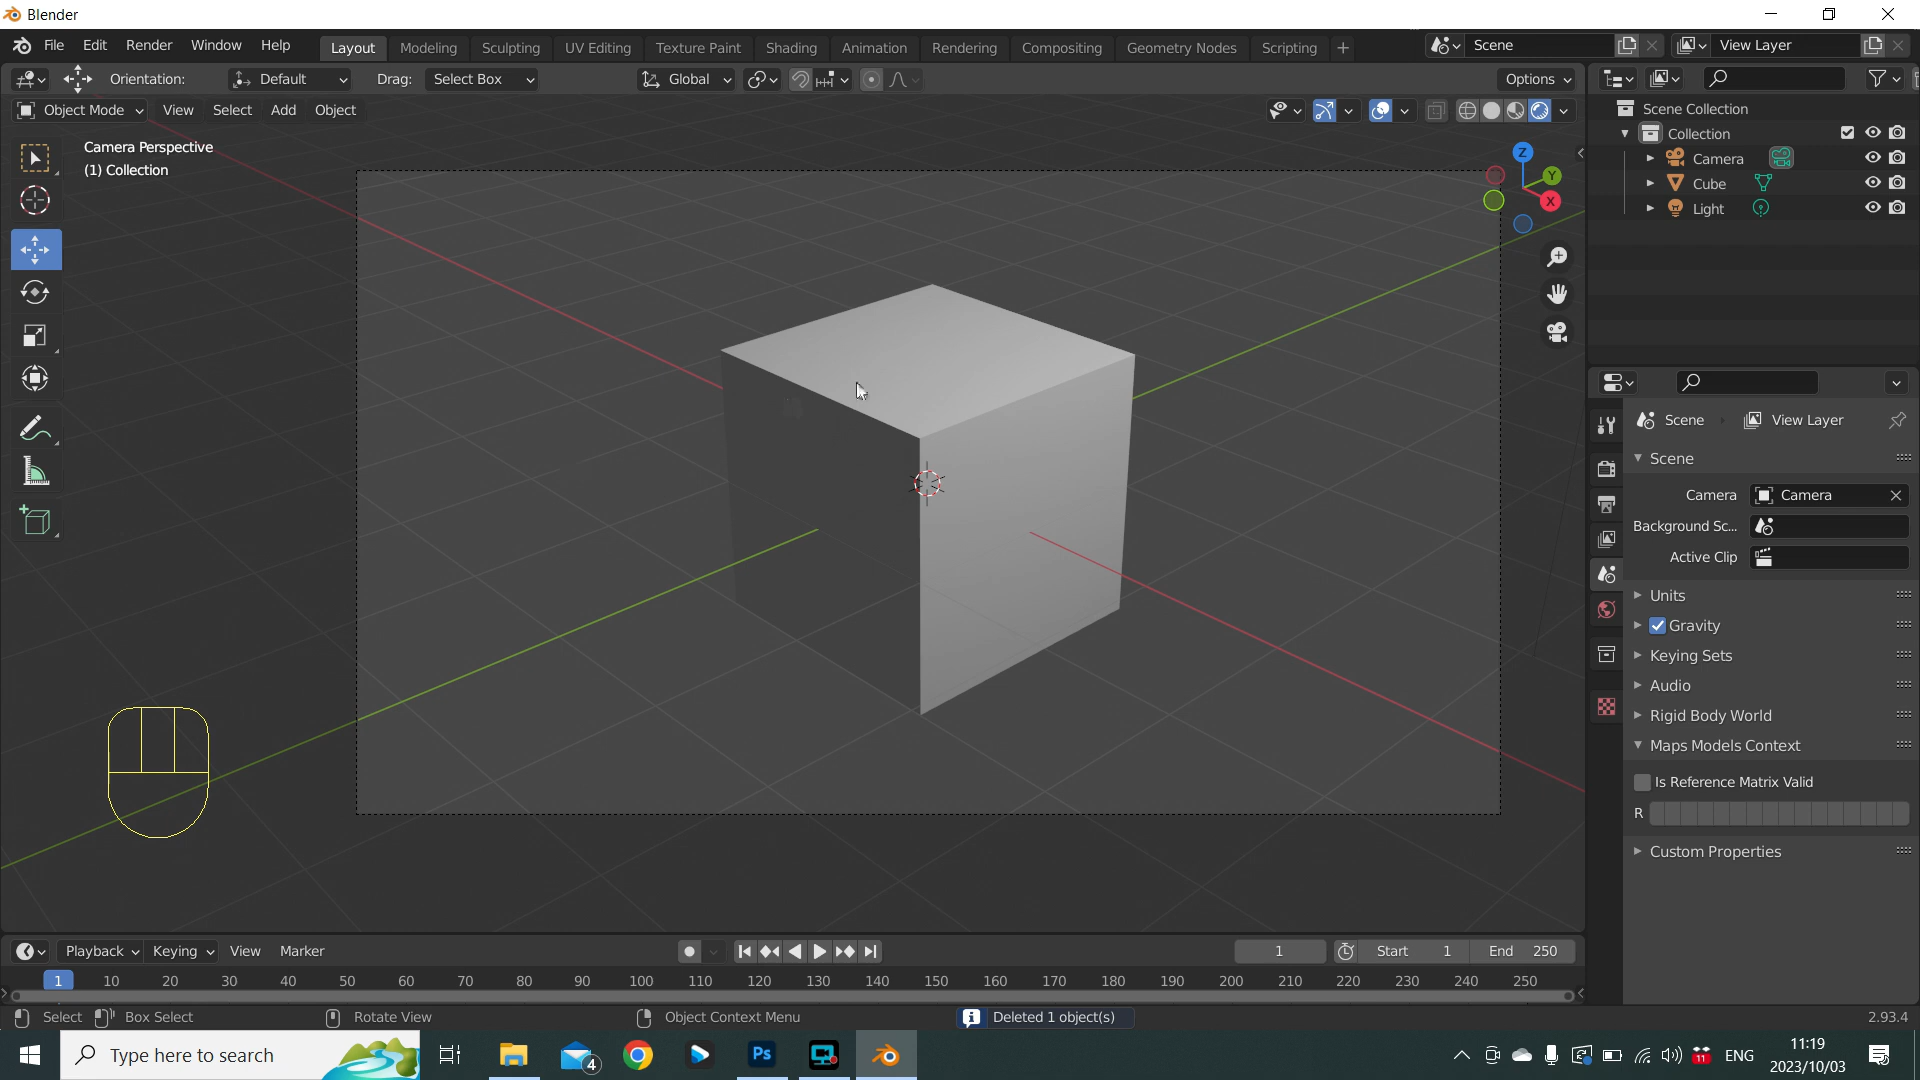 Blender
File Edit Render Window Help Layout Modeling Sculpting UV Editing Texture Paint Shading Animation Rendering Compositing Geometry Nodes Scripting + Scene View Layer
Orientation: Default Drag: Select Box Global Options
Object Mode View Select Add Object
Camera Perspective
(1) Collection
Z
Y
X
Scene Collection
Collection
Camera
Cube
Light
Scene View Layer
Scene
Camera Camera
Background Sc...
Active Clip
Units
Gravity
Keying Sets
Audio
Rigid Body World
Maps Models Context
Is Reference Matrix Valid
R
Custom Properties
Playback Keying View Marker 1 Start 1 End 250
1 10 20 30 40 50 60 70 80 90 100 110 120 130 140 150 160 170 180 190 200 210 220 230 240 250
Select Box Select Rotate View Object Context Menu Deleted 1 object(s) 2.93.4
Type here to search 4 Ps 11 ENG 11:19
2023/10/03